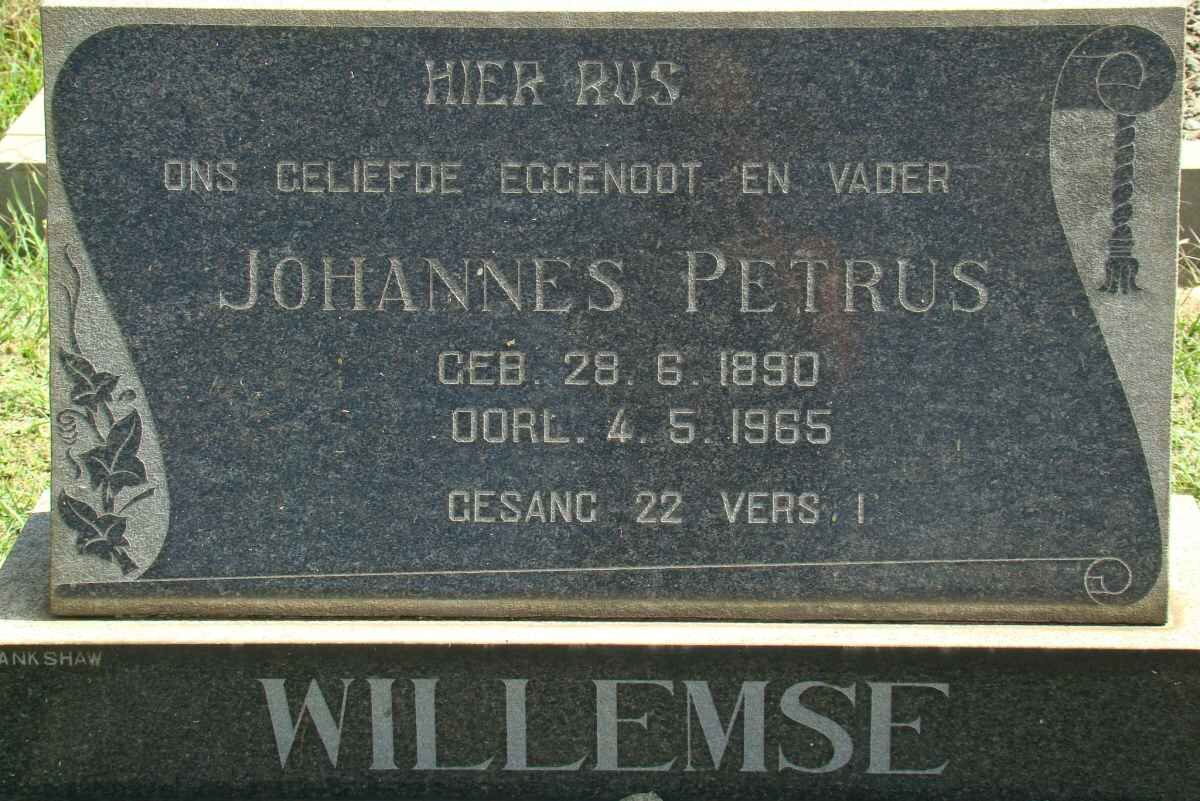 HIER RUS
ONS GELIEFDE EGGENOOT EN VADER
JOHANNES PETRUS
GEB. 28. 6. 1890
OORL. 4. 5. 1965
GESANG 22 VERS 1
ANKSHAW
WILLEMSE